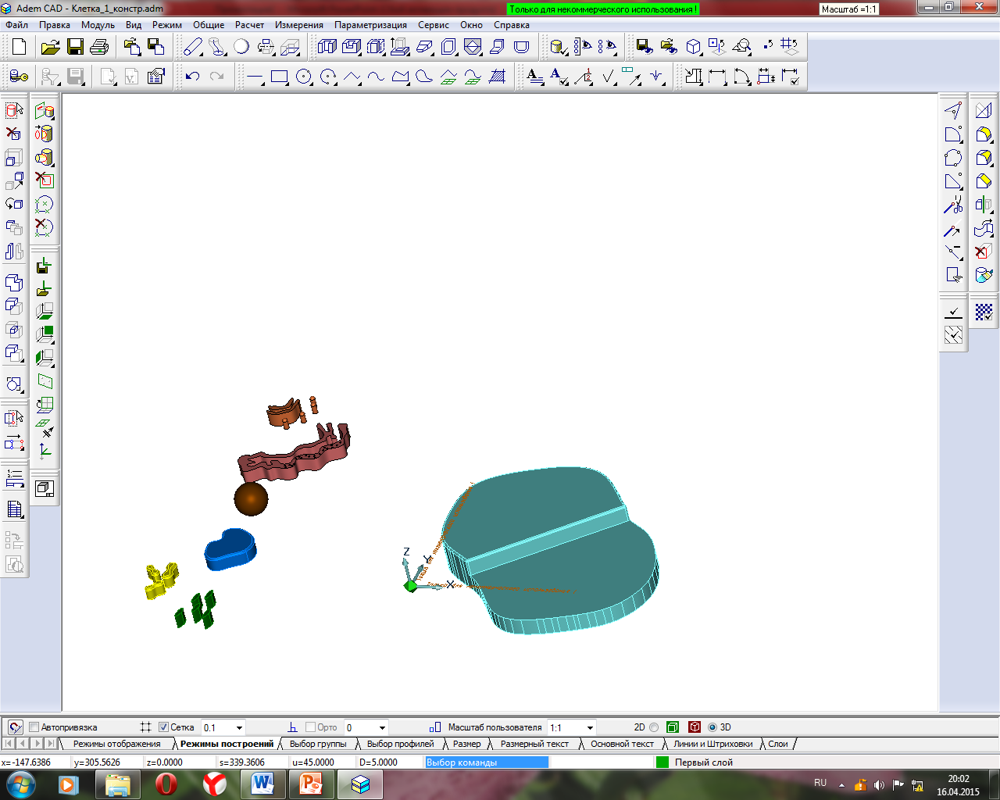 Adem CAD - Клетка_1_констр.adm
Только для некоммерческого использования !
Масштаб =1:1
Файл Правка Модуль Вид Режим Общие Расчет Измерения Параметризация Сервис Окно Справка
Z
Y
X
Автопривязка Сетка 0.1 Орто 0 Масштаб пользователя 1:1 2D 3D
Режимы отображения Режимы построений Выбор группы Выбор профилей Размер Размерный текст Основной текст Линии и Штриховки Слои
x=-147.6386 y=305.5626 z=0.0000 s=339.3606 u=45.0000 D=5.0000 Выбор команды Первый слой
RU 20:02
16.04.2015